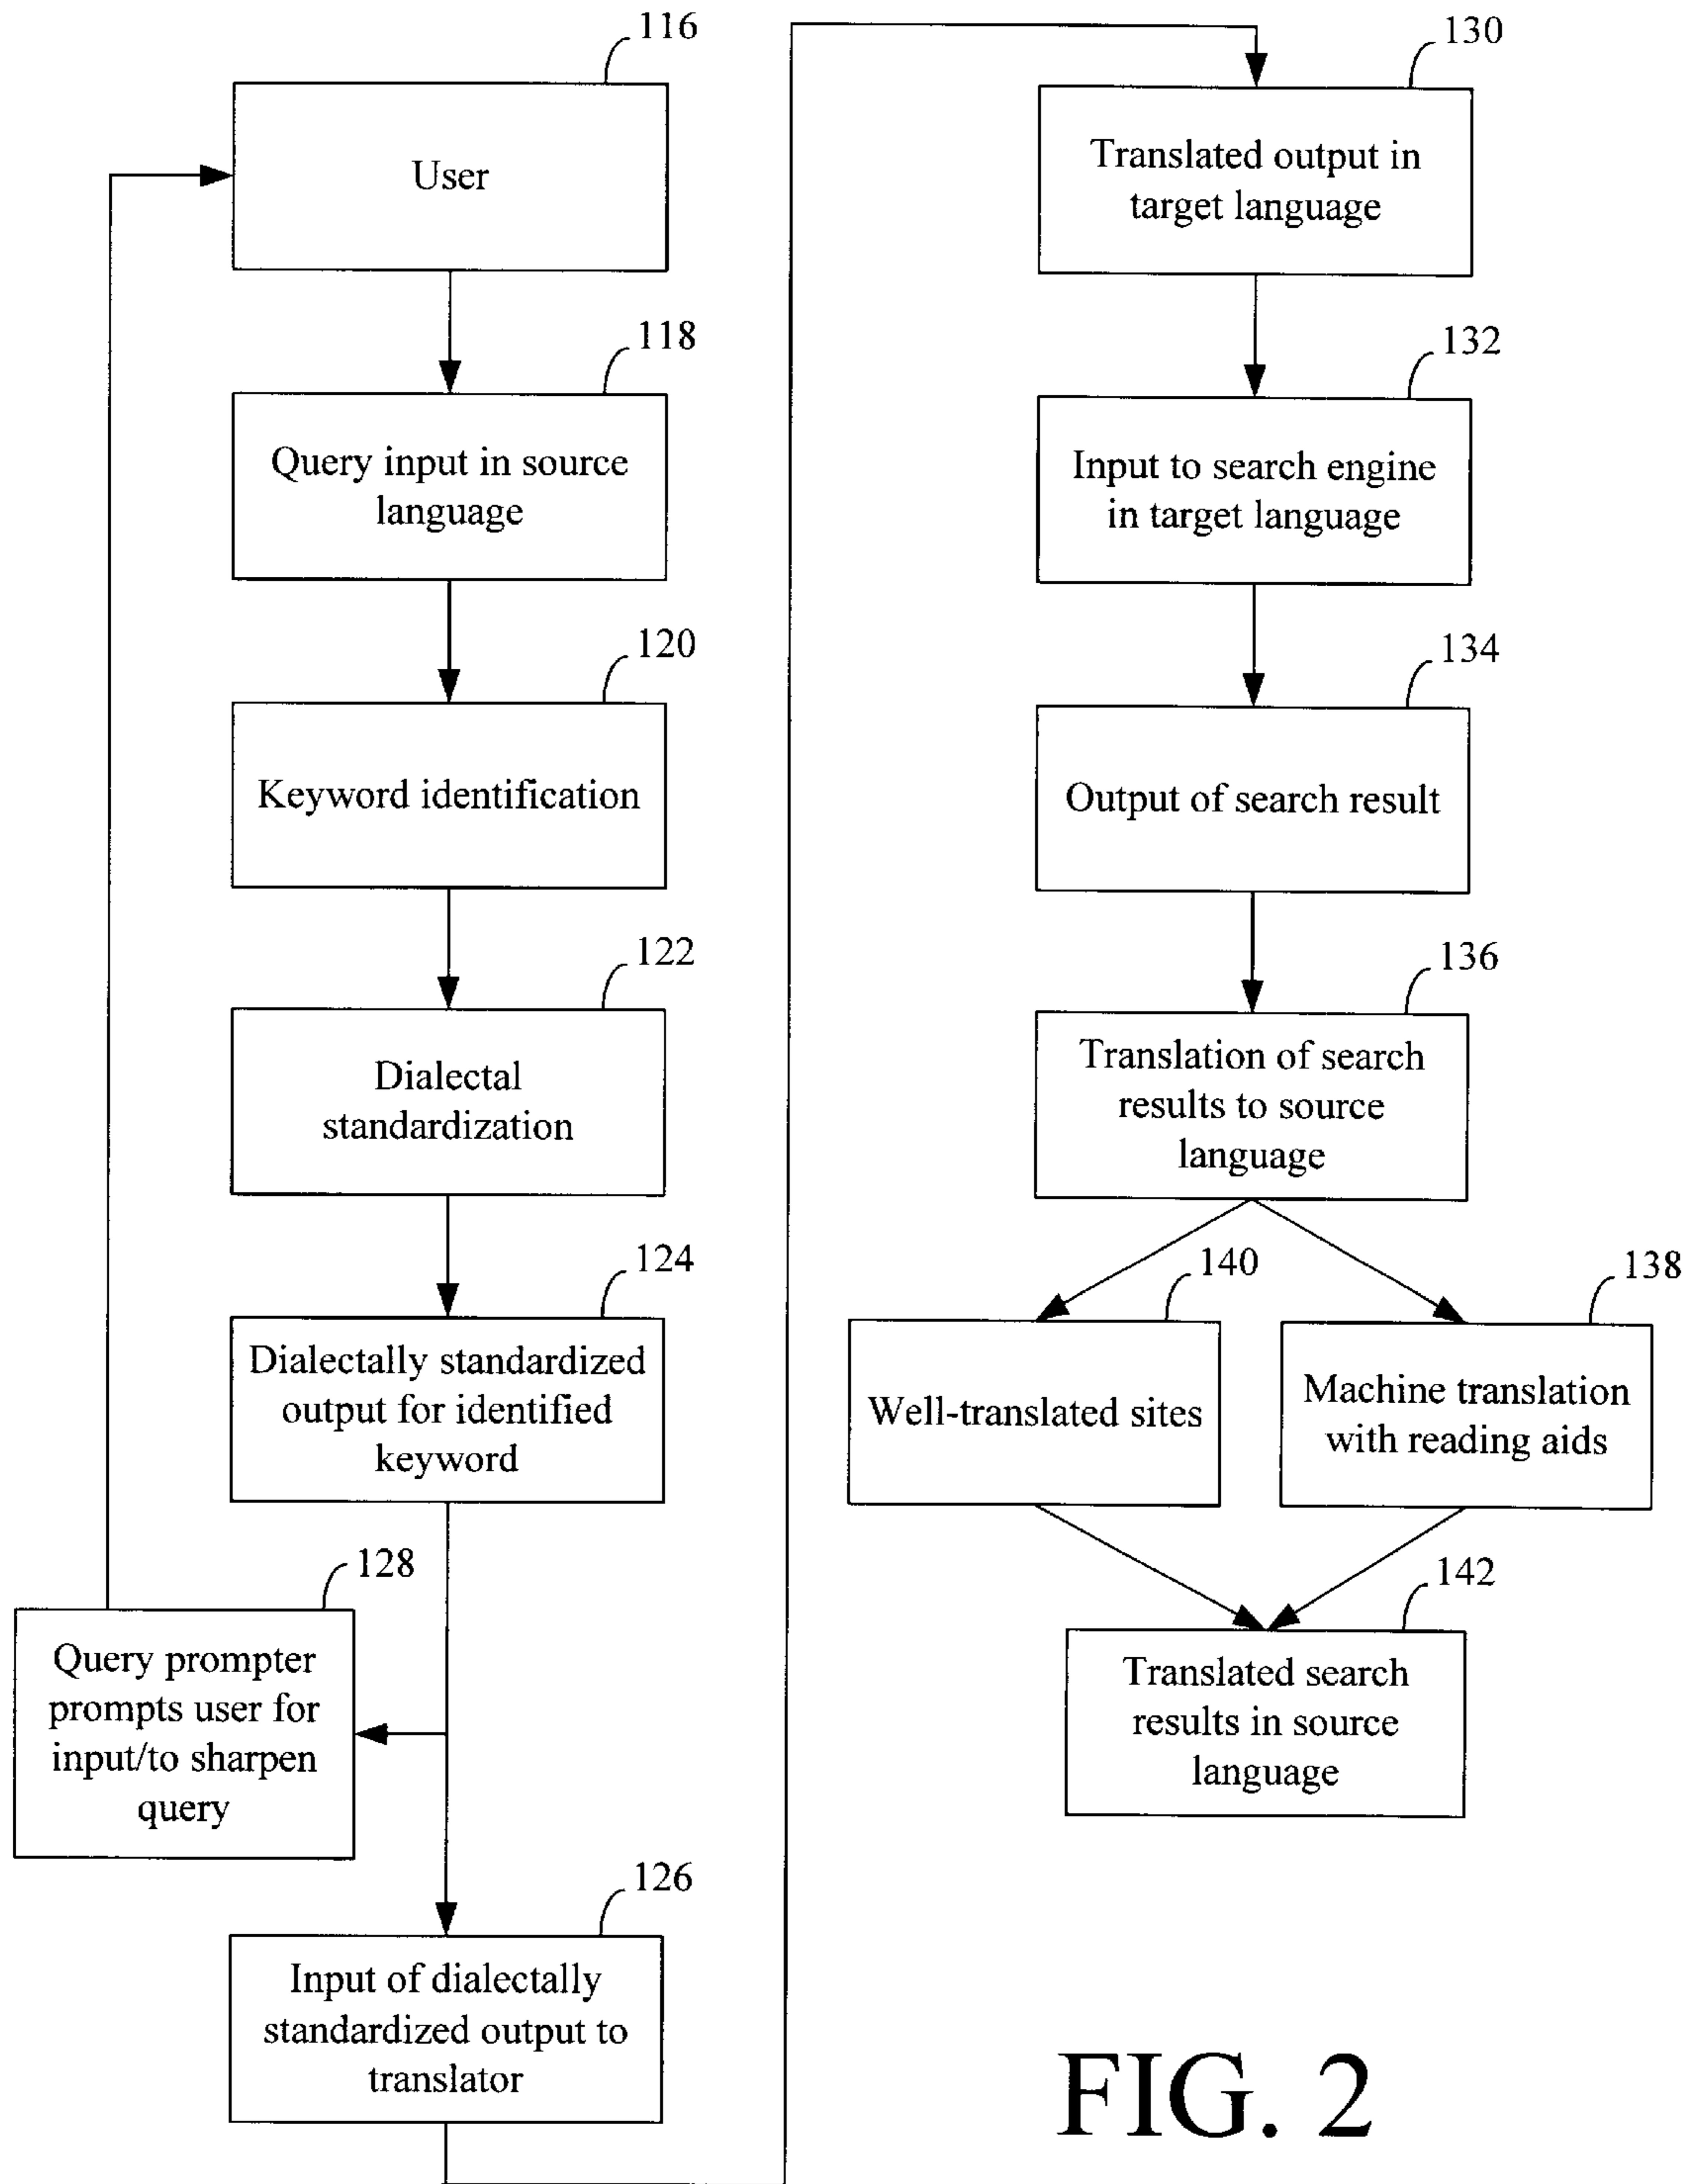 116
User
118
Query input in source
language
120
Keyword identification
122
Dialectal
standardization
124
Dialectally standardized
output for identified
keyword
128
Query prompter
prompts user for
input/to sharpen
query
126
Input of dialectally
standardized output to
translator
130
Translated output in
target language
132
Input to search engine
in target language
134
Output of search result
136
Translation of search
results to source
language
140
Well-translated sites
138
Machine translation
with reading aids
142
Translated search
results in source
language
FIG. 2